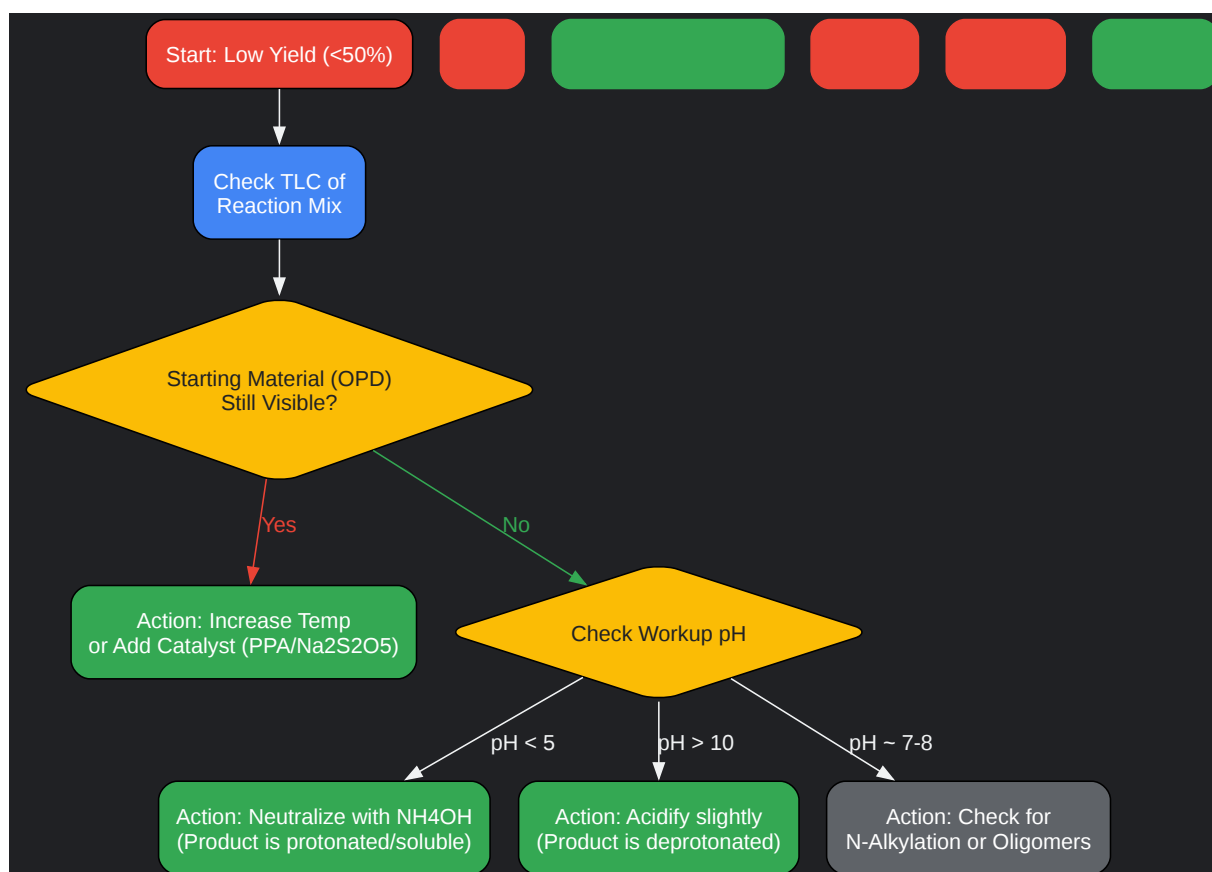 Start: Low Yield (<50%)
Check TLC of
Reaction Mix
Starting Material (OPD)
Still Visible?
Yes
No
Action: Increase Temp
or Add Catalyst (PPA/Na2S2O5)
Check Workup pH
pH < 5
pH > 10
pH ~ 7-8
Action: Neutralize with NH4OH
(Product is protonated/soluble)
Action: Acidify slightly
(Product is deprotonated)
Action: Check for
N-Alkylation or Oligomers